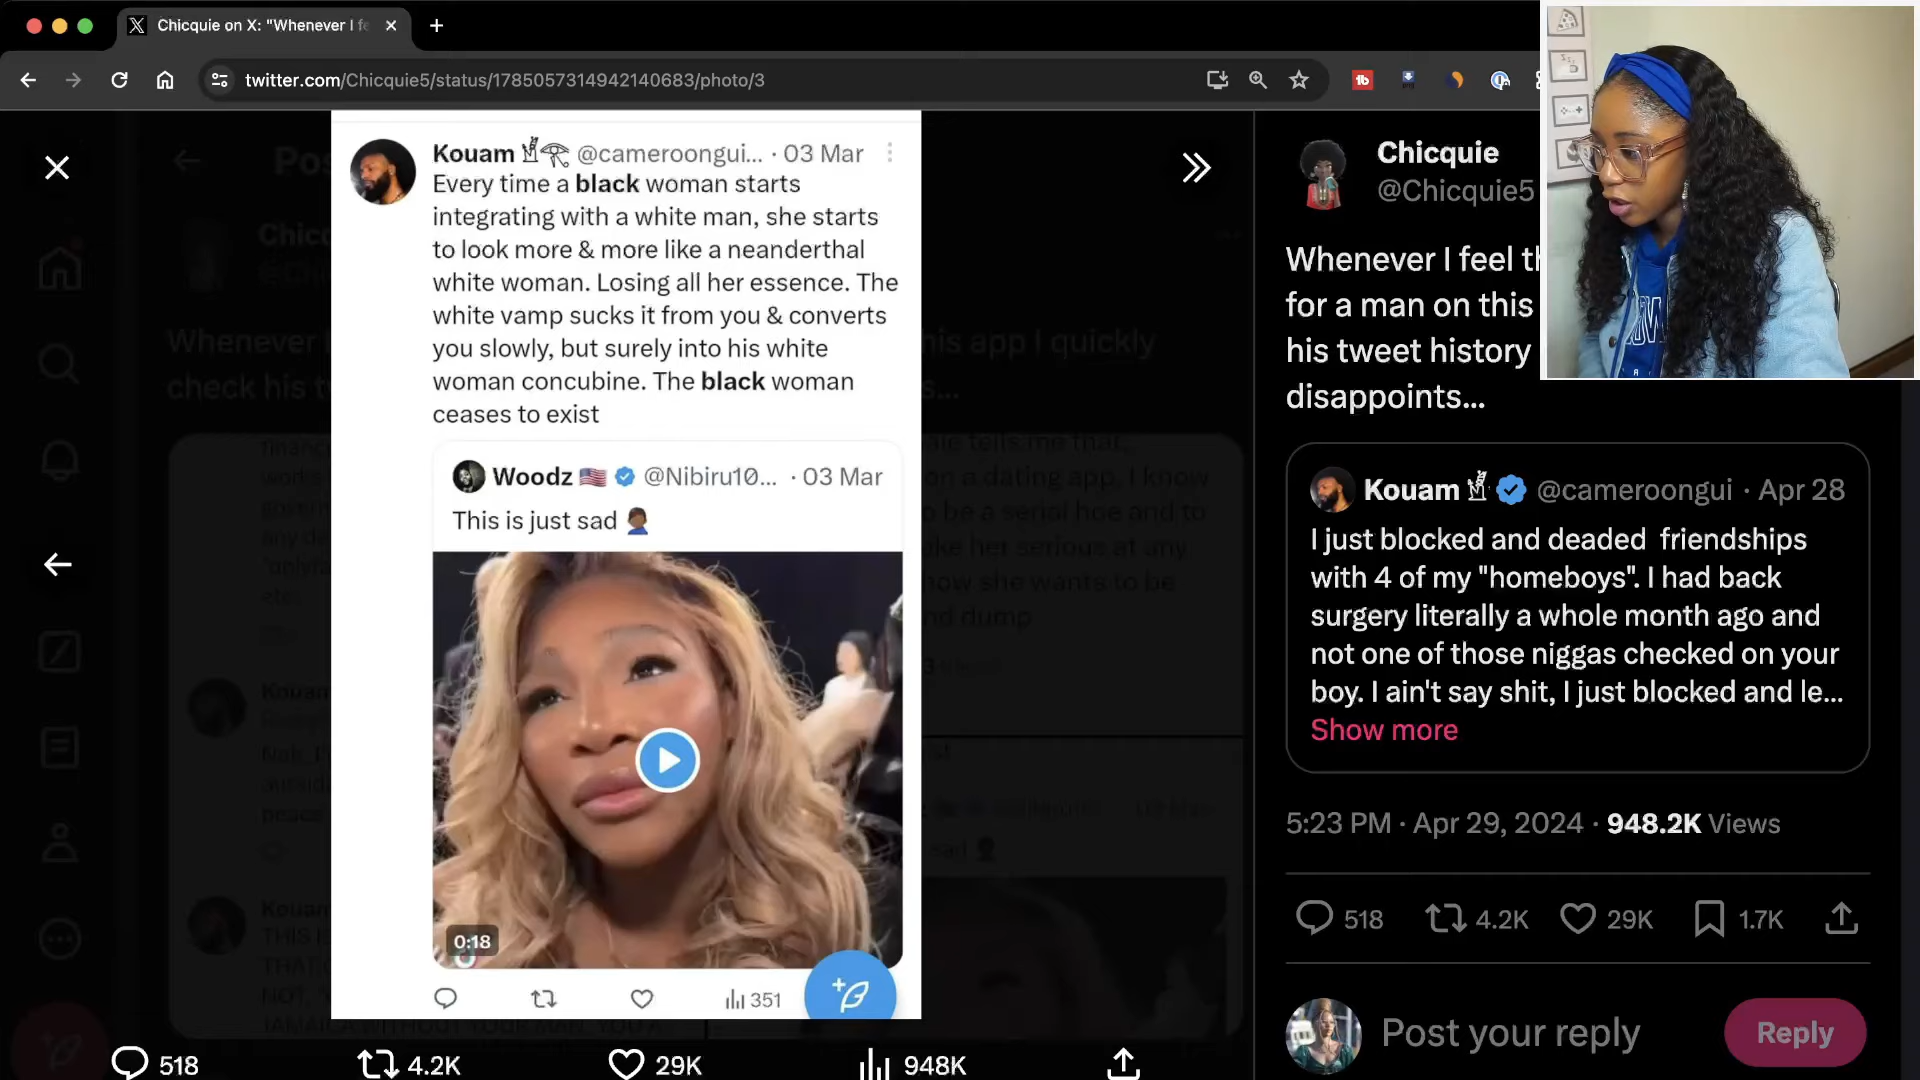 Chicquie on X: "Whenever I fe
twitter.com/Chicquie5/status/1785057314942140683/photo/3
Kouam @cameroongui... · 03 Mar
Every time a black woman starts
integrating with a white man, she starts
to look more & more like a neanderthal
white woman. Losing all her essence. The
white vamp sucks it from you & converts
you slowly, but surely into his white
woman concubine. The black woman
ceases to exist
Woodz @Nibiru10... · 03 Mar
This is just sad
0:18
351
518
4.2K
29K
948K
Chicquie
@Chicquie5
Whenever I feel th
for a man on this
his tweet history
disappoints...
Kouam @cameroongui · Apr 28
I just blocked and deaded friendships
with 4 of my "homeboys". I had back
surgery literally a whole month ago and
not one of those niggas checked on your
boy. I ain't say shit, I just blocked and le...
Show more
5:23 PM · Apr 29, 2024 · 948.2K Views
518
4.2K
29K
1.7K
Post your reply
Reply